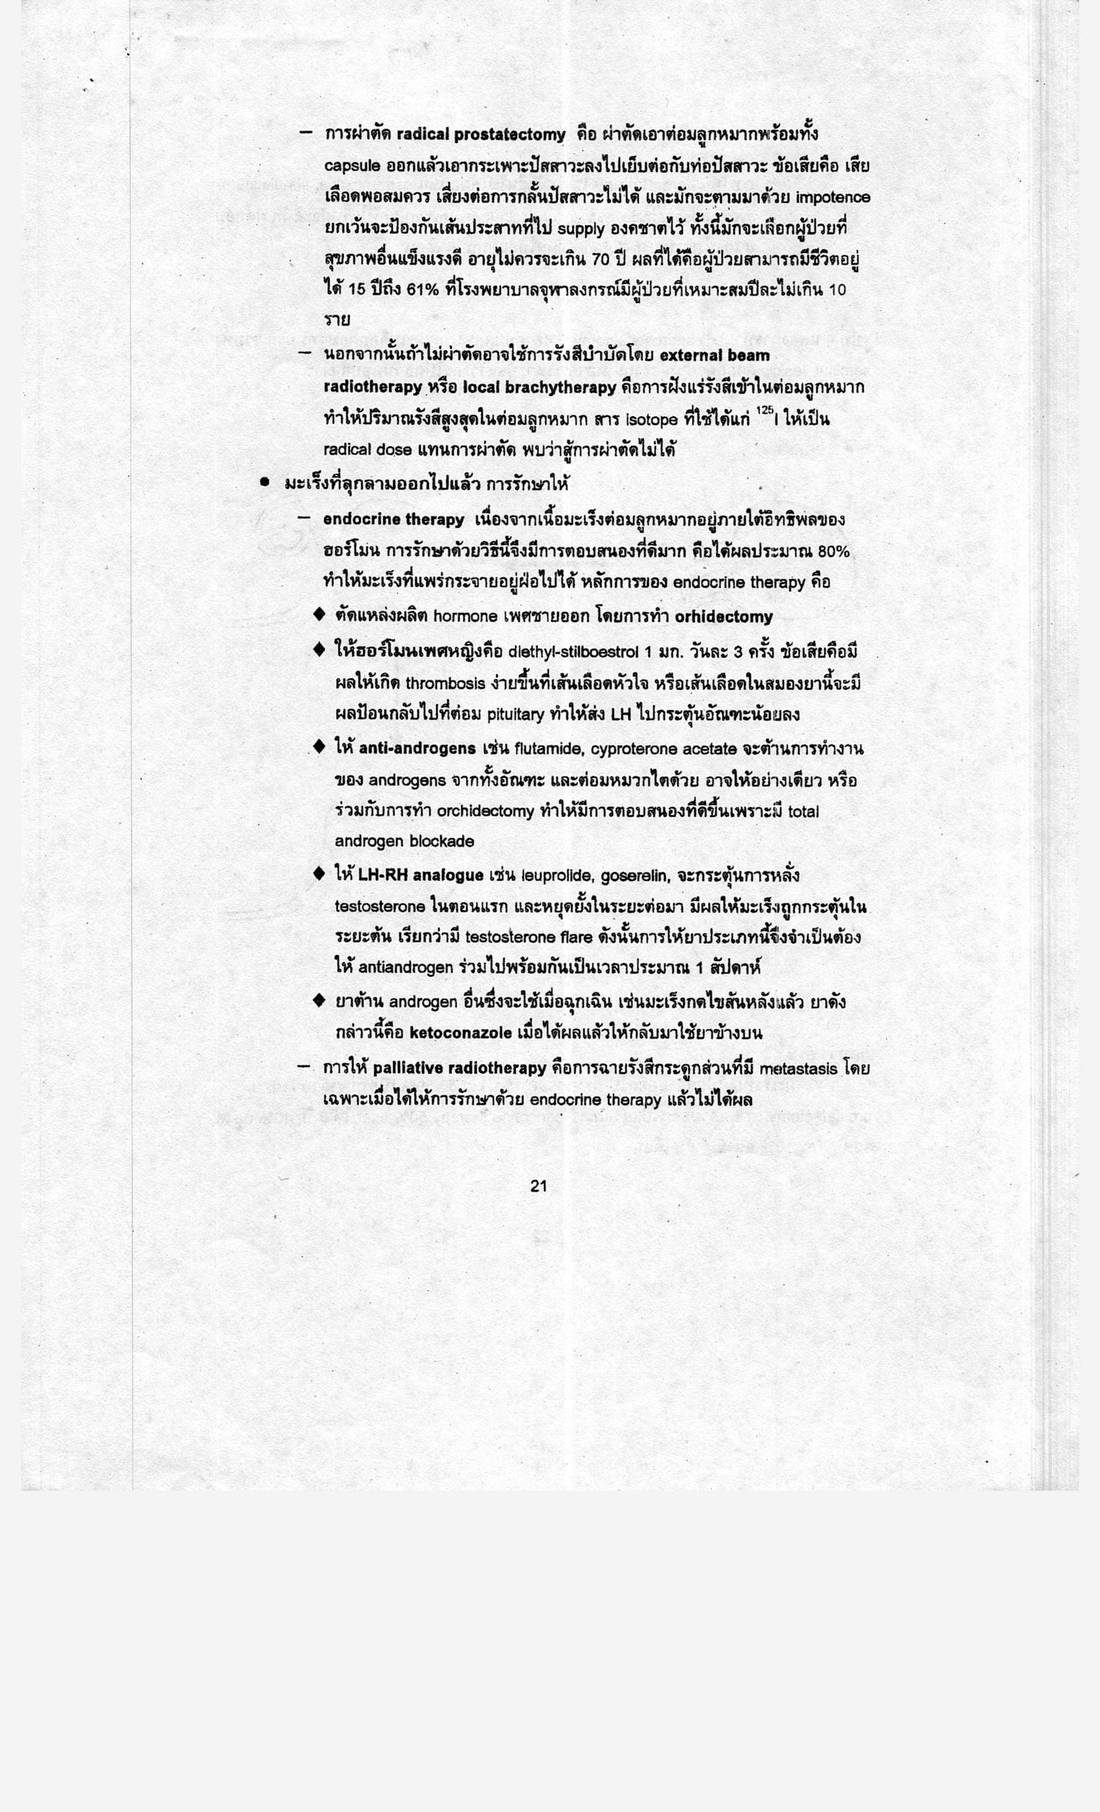 – การผ่าตัด radical prostatectomy คือ ผ่าตัดเอาต่อมลูกหมากพร้อมทั้ง
capsule ออกแล้วเอากระเพาะปัสสาวะลงไปเย็บต่อกับท่อปัสสาวะ ข้อเสียคือ เสีย
เลือดพอสมควร เสี่ยงต่อการกลั้นปัสสาวะไม่ได้ และมักจะตามมาด้วย impotence
ยกเว้นจะป้องกันเส้นประสาทที่ไป supply องคชาตไว้ ทั้งนี้มักจะเลือกผู้ป่วยที่
สุขภาพอื่นแข็งแรงดี อายุไม่ควรจะเกิน 70 ปี ผลที่ได้คือผู้ป่วยสามารถมีชีวิตอยู่
ได้ 15 ปีถึง 61% ที่โรงพยาบาลจุฬาลงกรณ์มีผู้ป่วยที่เหมาะสมปีละไม่เกิน 10
ราย
– นอกจากนั้นถ้าไม่ผ่าตัดอาจใช้การรังสีบำบัดโดย external beam
radiotherapy หรือ local brachytherapy คือการฝังแร่รังสีเข้าในต่อมลูกหมาก
ทำให้ปริมาณรังสีสูงสุดในต่อมลูกหมาก สาร isotope ที่ใช้ได้แก่ ¹²⁵I ให้เป็น
radical dose แทนการผ่าตัด พบว่าสู้การผ่าตัดไม่ได้
● มะเร็งที่ลุกลามออกไปแล้ว การรักษาให้
– endocrine therapy เนื่องจากเนื้อมะเร็งต่อมลูกหมากอยู่ภายใต้อิทธิพลของ
ฮอร์โมน การรักษาด้วยวิธีนี้จึงมีการตอบสนองที่ดีมาก คือได้ผลประมาณ 80%
ทำให้มะเร็งที่แพร่กระจายอยู่ฝ่อไปได้ หลักการของ endocrine therapy คือ
◆ ตัดแหล่งผลิต hormone เพศชายออก โดยการทำ orhidectomy
◆ ให้ฮอร์โมนเพศหญิงคือ diethyl-stilboestrol 1 มก. วันละ 3 ครั้ง ข้อเสียคือมี
ผลให้เกิด thrombosis ง่ายขึ้นที่เส้นเลือดหัวใจ หรือเส้นเลือดในสมองยานี้จะมี
ผลป้อนกลับไปที่ต่อม pituitary ทำให้ส่ง LH ไปกระตุ้นอัณฑะน้อยลง
◆ ให้ anti-androgens เช่น flutamide, cyproterone acetate จะต้านการทำงาน
ของ androgens จากทั้งอัณฑะ และต่อมหมวกไตด้วย อาจให้อย่างเดียว หรือ
ร่วมกับการทำ orchidectomy ทำให้มีการตอบสนองที่ดีขึ้นเพราะมี total
androgen blockade
◆ ให้ LH-RH analogue เช่น leuprolide, goserelin, จะกระตุ้นการหลั่ง
testosterone ในตอนแรก และหยุดยั้งในระยะต่อมา มีผลให้มะเร็งถูกกระตุ้นใน
ระยะต้น เรียกว่ามี testosterone flare ดังนั้นการให้ยาประเภทนี้จึงจำเป็นต้อง
ให้ antiandrogen ร่วมไปพร้อมกันเป็นเวลาประมาณ 1 สัปดาห์
◆ ยาต้าน androgen อื่นซึ่งจะใช้เมื่อฉุกเฉิน เช่นมะเร็งกดไขสันหลังแล้ว ยาดัง
กล่าวนี้คือ ketoconazole เมื่อได้ผลแล้วให้กลับมาใช้ยาข้างบน
– การให้ palliative radiotherapy คือการฉายรังสีกระดูกส่วนที่มี metastasis โดย
เฉพาะเมื่อได้ให้การรักษาด้วย endocrine therapy แล้วไม่ได้ผล
21